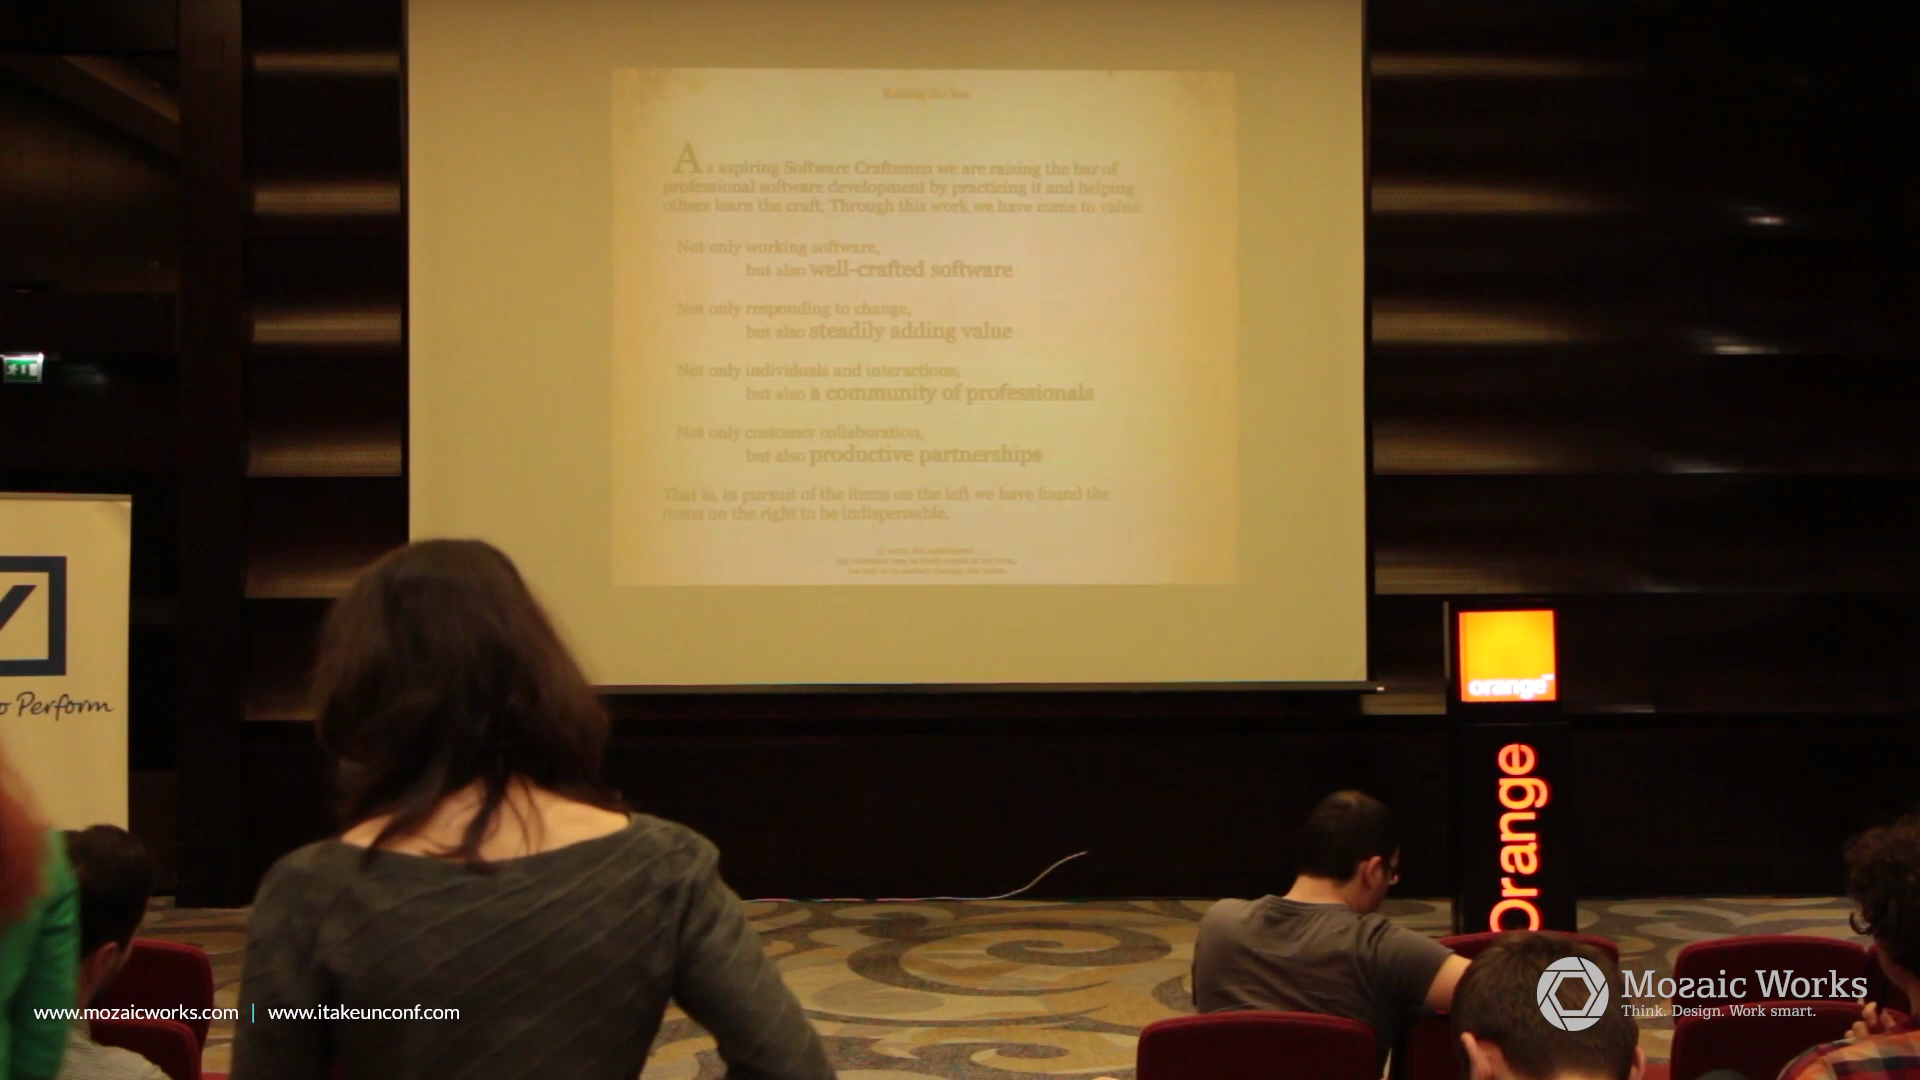 Raising the bar
As aspiring Software Craftsmen we are raising the bar of
professional software development by practicing it and helping
others learn the craft. Through this work we have come to value:
Not only working software,
but also well-crafted software
Not only responding to change,
but also steadily adding value
Not only individuals and interactions,
but also a community of professionals
Not only customer collaboration,
but also productive partnerships
That is, in pursuit of the items on the left we have found the
items on the right to be indispensable.
o Perform
orange™
Orange
www.mozaicworks.com | www.itakeunconf.com
Mozaic Works
Think. Design. Work smart.